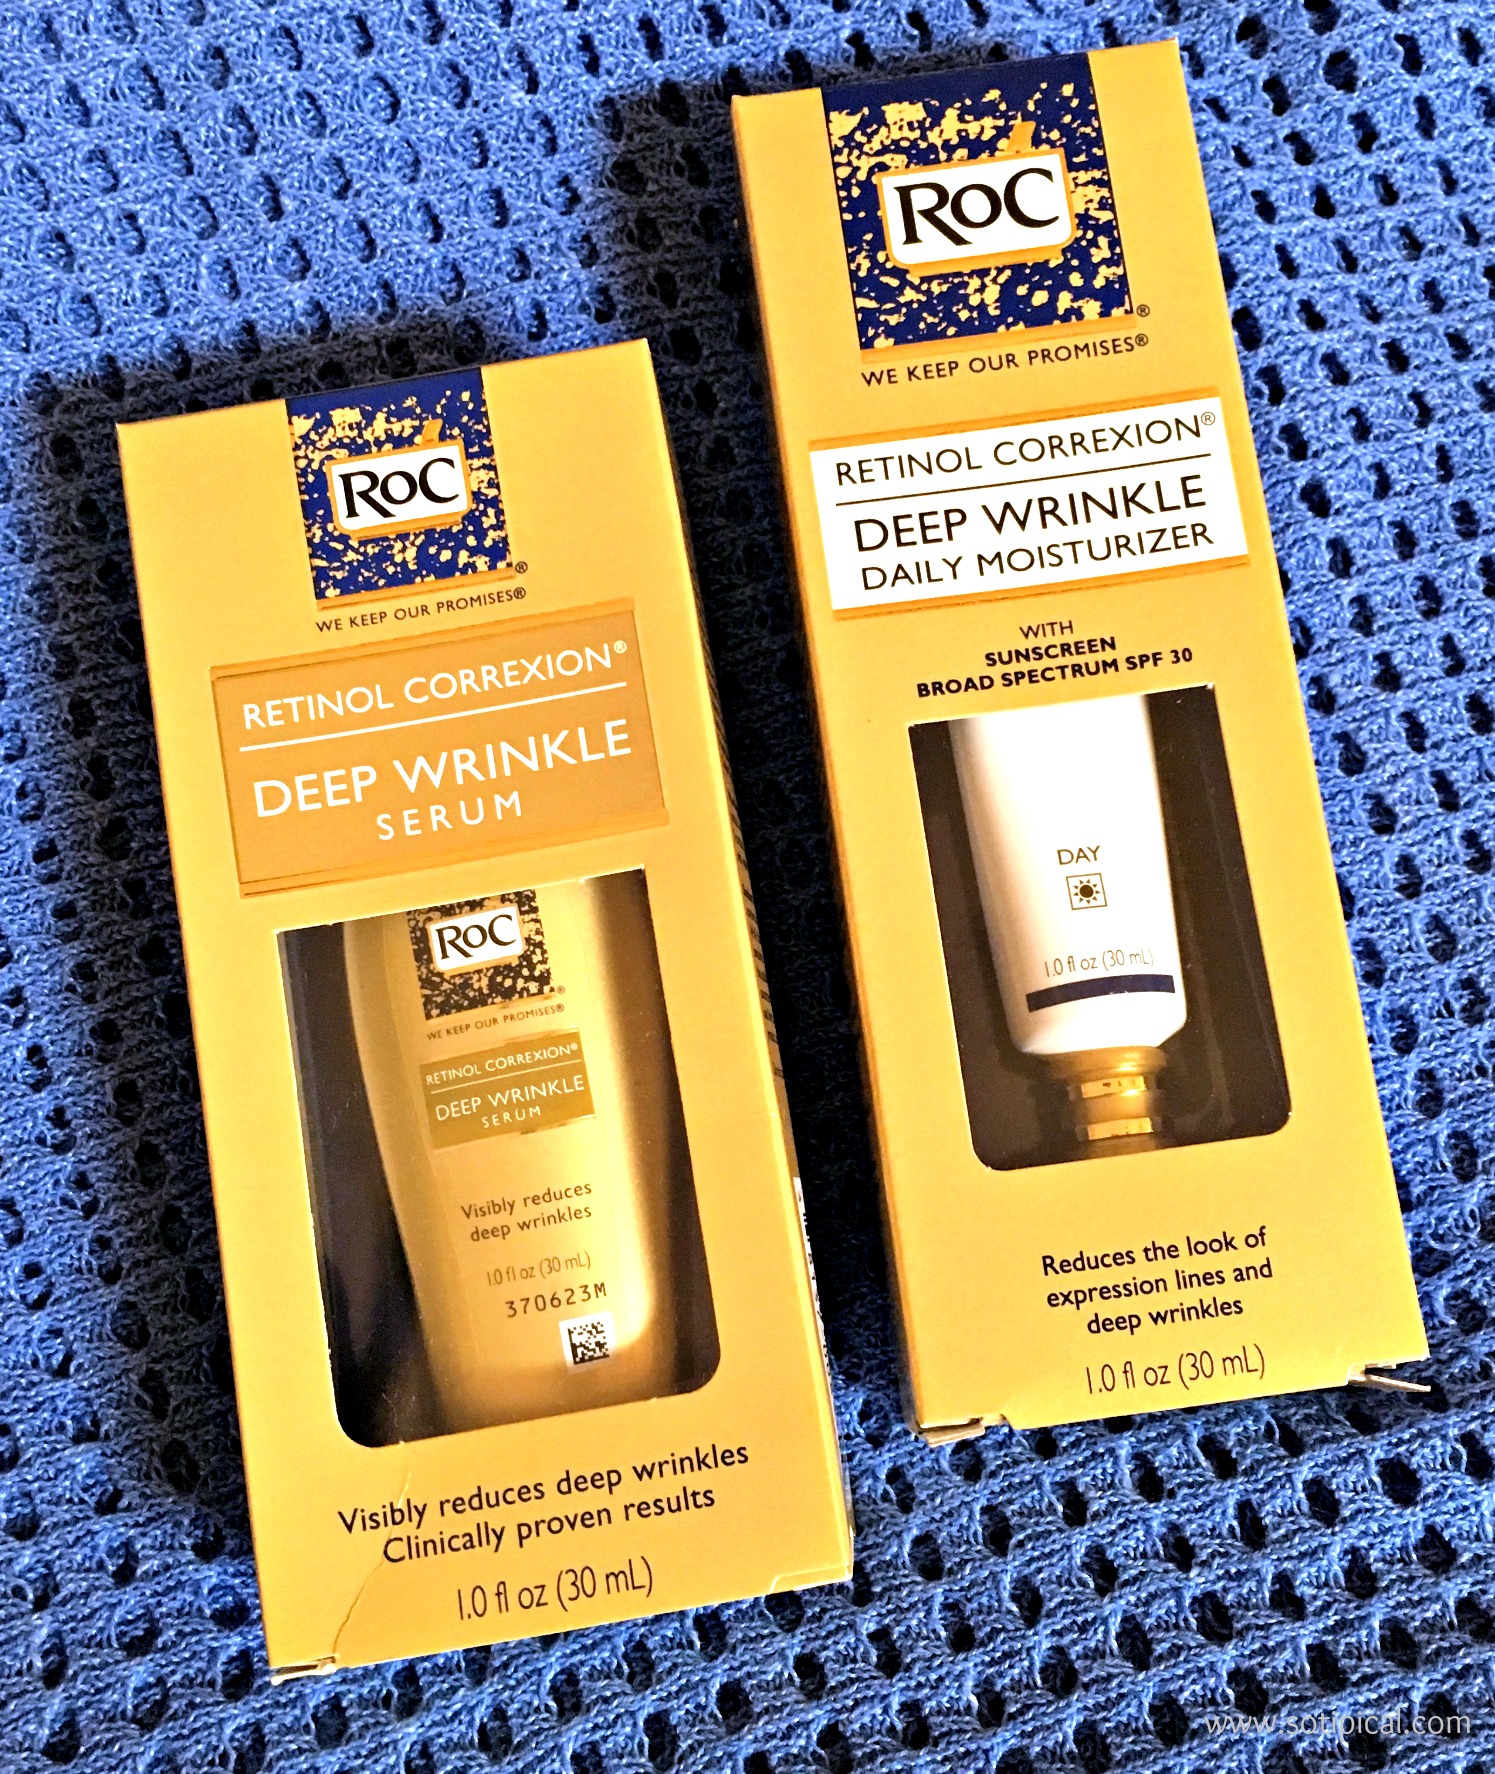 RoC®
WE KEEP OUR PROMISES®
RETINOL CORREXION®
DEEP WRINKLE
SERUM
RoC®
WE KEEP OUR PROMISES®
RETINOL CORREXION®
DEEP WRINKLE
SERUM
Visibly reduces
deep wrinkles
1.0 fl oz (30 mL)
370623M
Visibly reduces deep wrinkles
Clinically proven results
1.0 fl oz (30 mL)
RoC®
WE KEEP OUR PROMISES®
RETINOL CORREXION®
DEEP WRINKLE
DAILY MOISTURIZER
WITH
SUNSCREEN
BROAD SPECTRUM SPF 30
DAY
1.0 fl oz (30 mL)
Reduces the look of
expression lines and
deep wrinkles
1.0 fl oz (30 mL)
www.sotipical.com